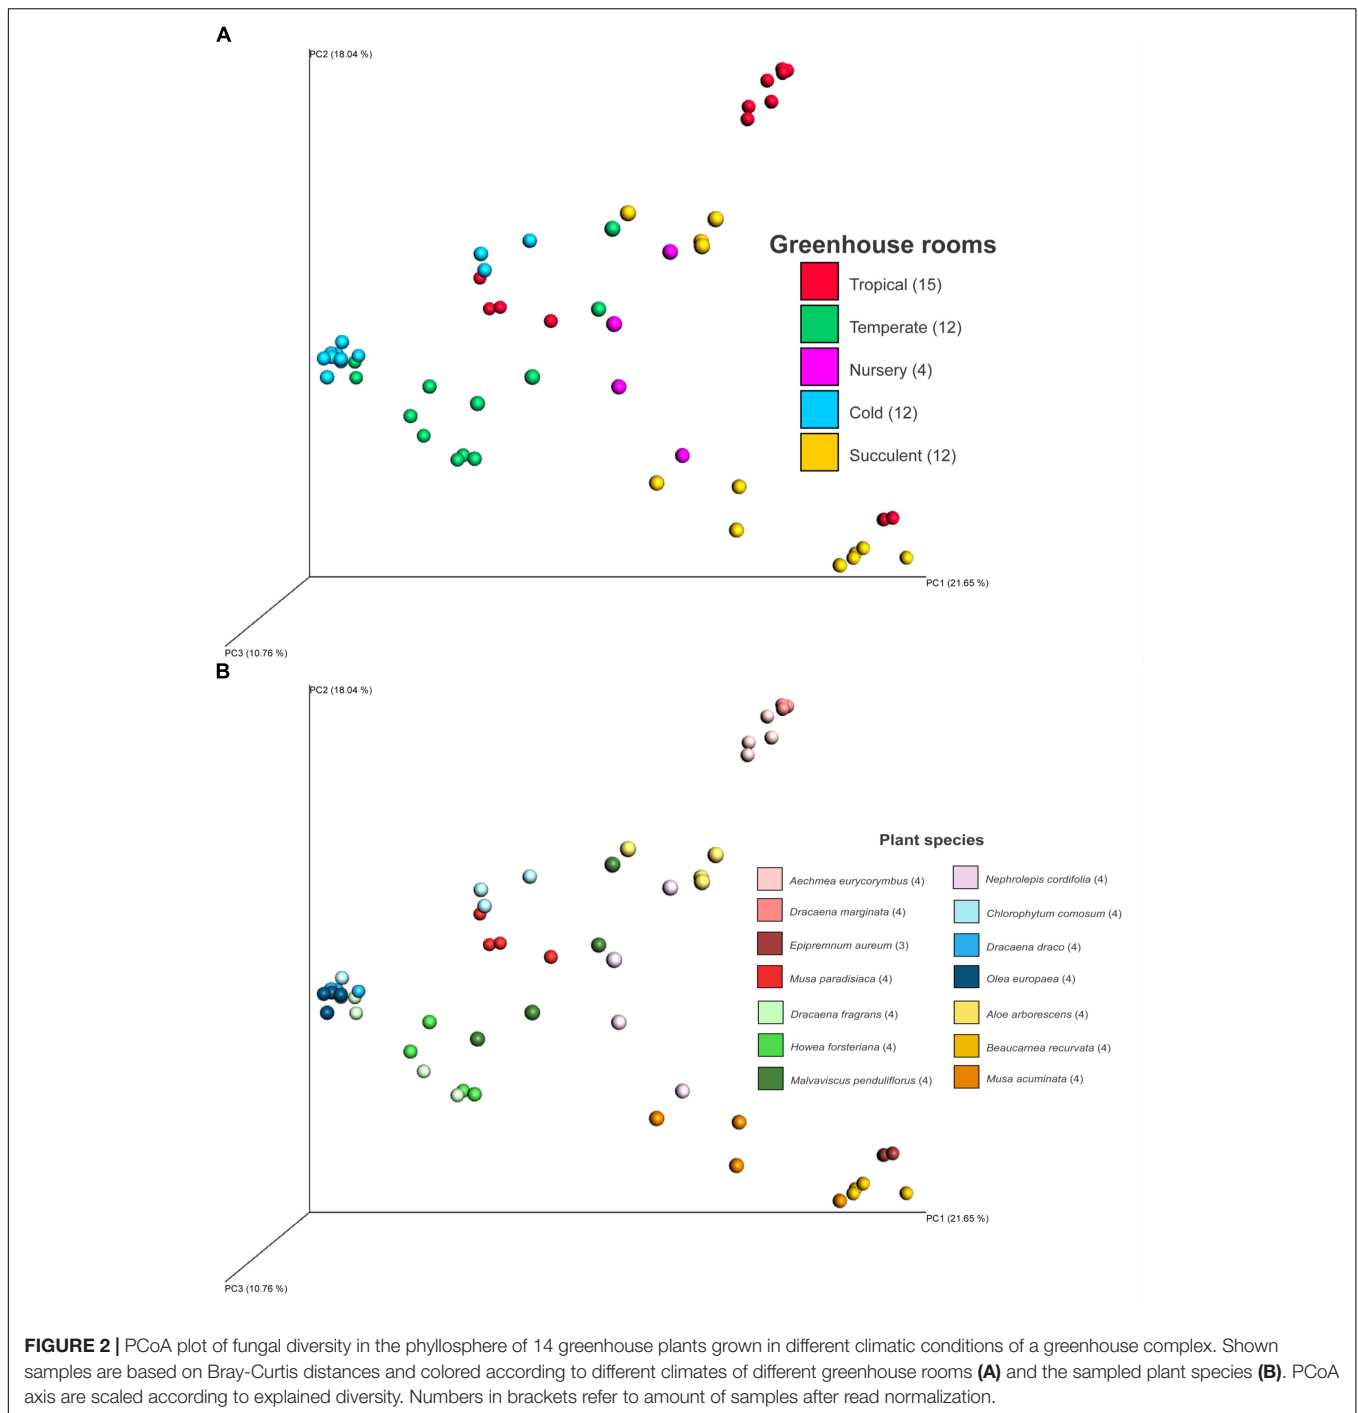 A
PC2 (18.04 %)
Greenhouse rooms
Tropical (15)
Temperate (12)
Nursery (4)
Cold (12)
Succulent (12)
PC1 (21.65 %)
PC3 (10.76 %)
B
PC2 (18.04 %)
Plant species
Aechmea eurycorymbus (4)
Dracaena marginata (4)
Epipremnum aureum (3)
Musa paradisiaca (4)
Dracaena fragrans (4)
Howea forsteriana (4)
Malvaviscus penduliflorus (4)
Nephrolepis cordifolia (4)
Chlorophytum comosum (4)
Dracaena draco (4)
Olea europaea (4)
Aloe arborescens (4)
Beaucarnea recurvata (4)
Musa acuminata (4)
PC1 (21.65 %)
PC3 (10.76 %)
FIGURE 2 | PCoA plot of fungal diversity in the phyllosphere of 14 greenhouse plants grown in different climatic conditions of a greenhouse complex. Shown
samples are based on Bray-Curtis distances and colored according to different climates of different greenhouse rooms (A) and the sampled plant species (B). PCoA
axis are scaled according to explained diversity. Numbers in brackets refer to amount of samples after read normalization.